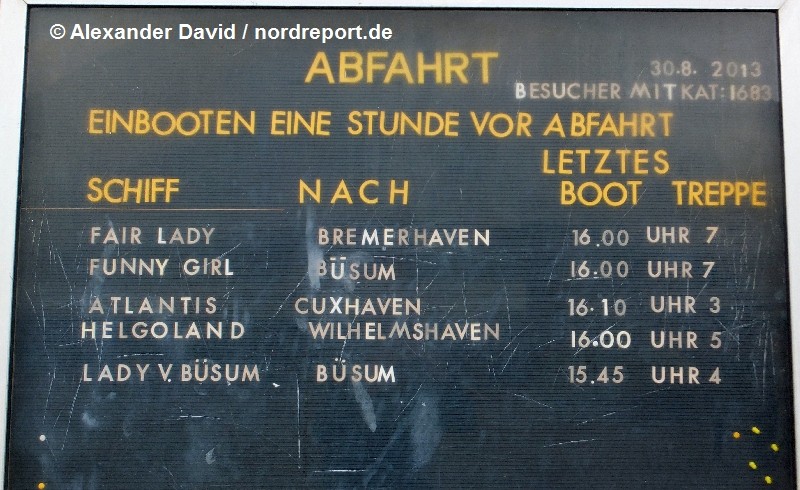 © Alexander David / nordreport.de
ABFAHRT 30.8. 2013
BESUCHER MIT KAT: 1683
EINBOOTEN EINE STUNDE VOR ABFAHRT
LETZTES
SCHIFF NACH BOOT TREPPE
FAIR LADY BREMERHAVEN 16.00 UHR 7
FUNNY GIRL BÜSUM 16.00 UHR 7
ATLANTIS CUXHAVEN 16.10 UHR 3
HELGOLAND WILHELMSHAVEN 16.00 UHR 5
LADY V. BÜSUM BÜSUM 15.45 UHR 4